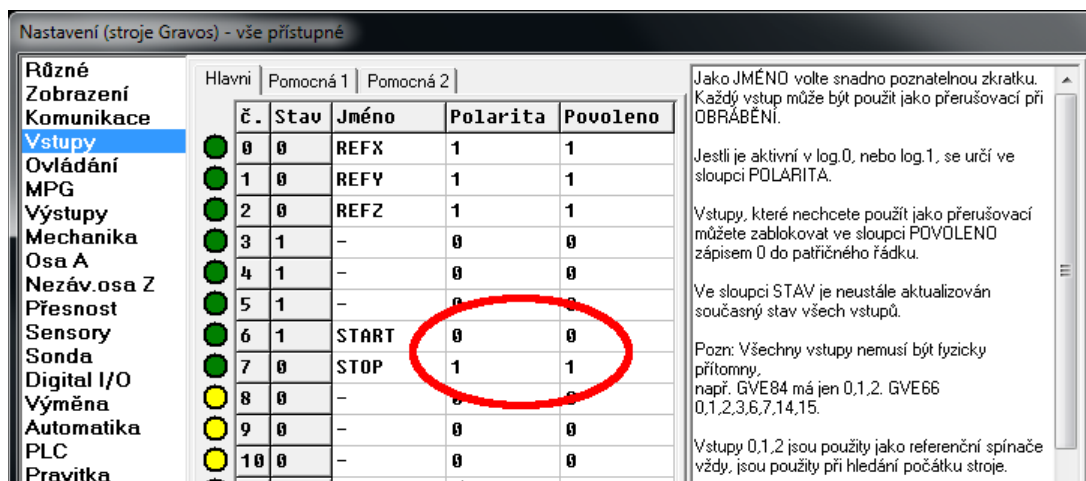 Nastavení (stroje Gravos) - vše přístupné
Různé
Zobrazení
Komunikace
Vstupy
Ovládání
MPG
Výstupy
Mechanika
Osa A
Nezáv.osa Z
Přesnost
Sensory
Sonda
Digital I/O
Výměna
Automatika
PLC
Pravitka
Hlavni Pomocná 1 Pomocná 2
č. Stav Jméno Polarita Povoleno
0 0 REFX 1 1
1 0 REFY 1 1
2 0 REFZ 1 1
3 1 - 0 0
4 1 - 0 0
5 1 - 0 0
6 1 START 0 0
7 0 STOP 1 1
8 0 - 0 0
9 0 - 0 0
10 0 - 0 0
Jako JMÉNO volte snadno poznatelnou zkratku.
Každý vstup může být použit jako přerušovací při
OBRÁBĚNÍ.
Jestli je aktivní v log.0, nebo log.1, se určí ve
sloupci POLARITA.
Vstupy, které nechcete použít jako přerušovací
můžete zablokovat ve sloupci POVOLENO
zápisem 0 do patřičného řádku.
Ve sloupci STAV je neustále aktualizován
současný stav všech vstupů.
Pozn: Všechny vstupy nemusí být fyzicky
přítomny,
např. GVE84 má jen 0,1,2. GVE66
0,1,2,3,6,7,14,15.
Vstupy 0,1,2 jsou použity jako referenční spínače
vždy, jsou použity při hledání počátku stroje.